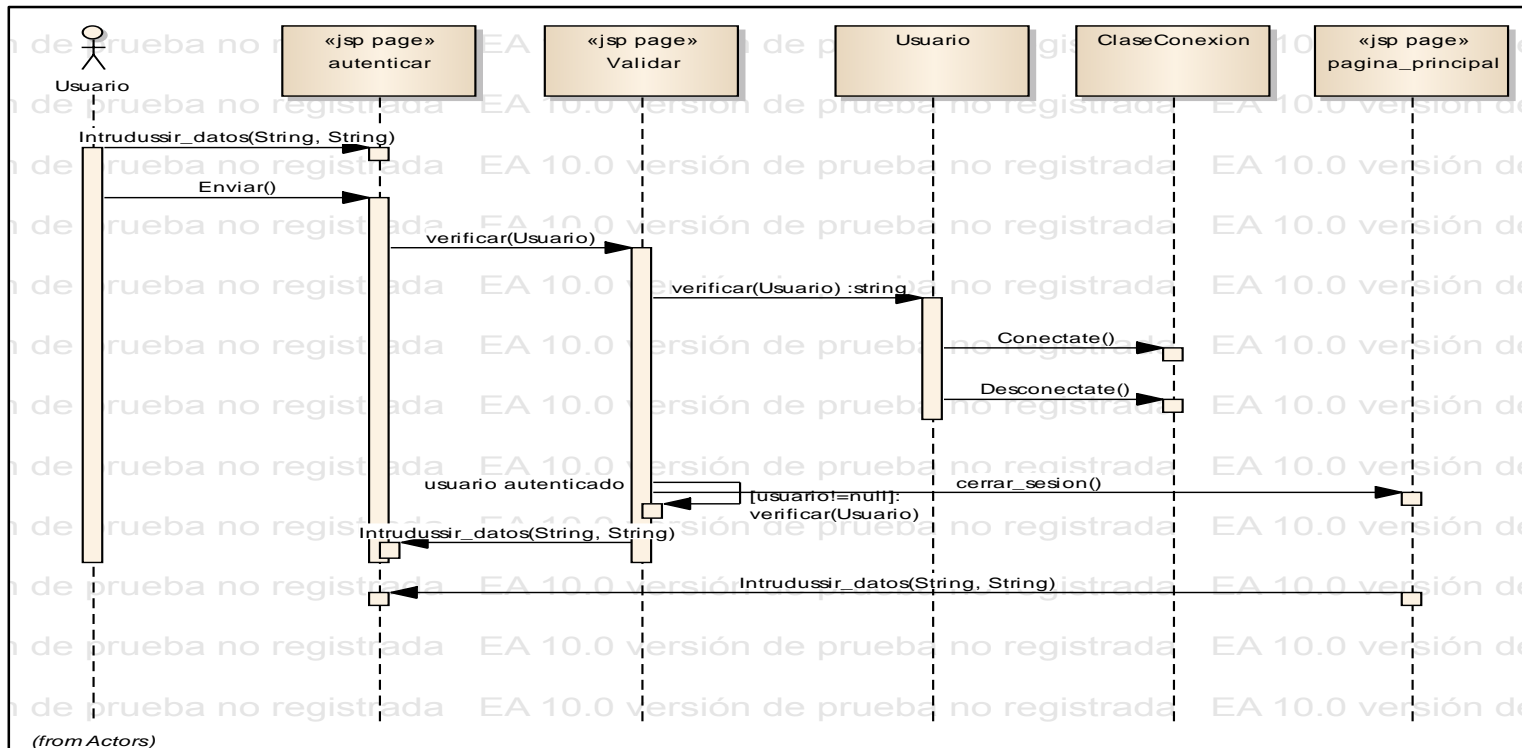 Usuario
«jsp page»
autenticar
«jsp page»
Validar
Usuario
ClaseConexion
«jsp page»
pagina_principal
Intrudussir_datos(String, String)
Enviar()
verificar(Usuario)
verificar(Usuario) :string
Conectate()
Desconectate()
usuario autenticado
[usuario!=null]:
verificar(Usuario)
cerrar_sesion()
Intrudussir_datos(String, String)
Intrudussir_datos(String, String)
(from Actors)
EA 10.0 versión de prueba no registrada